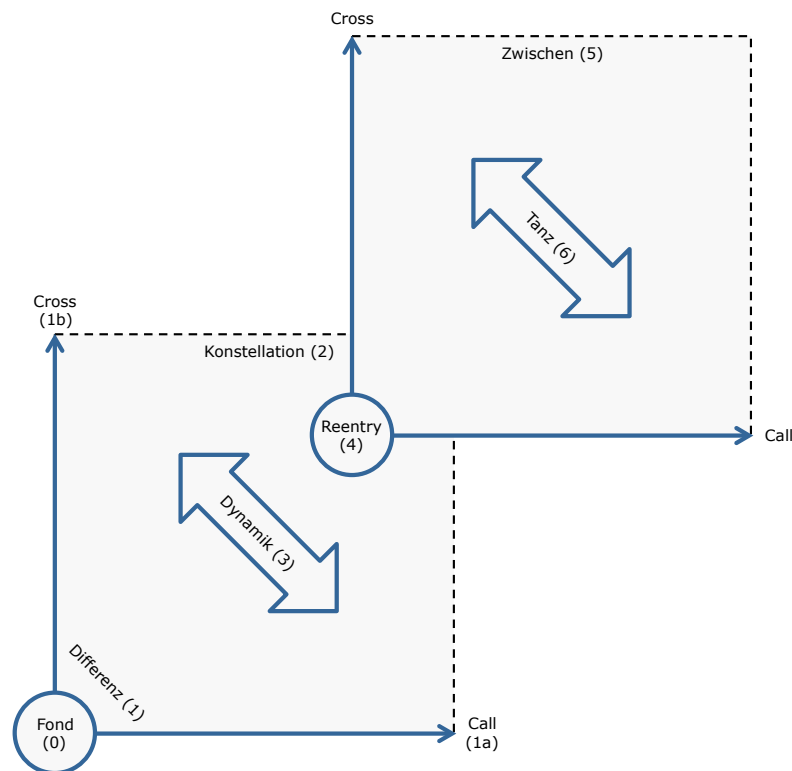 Cross
Zwischen (5)
Tanz (6)
Cross
(1b)
Konstellation (2)
Reentry
(4)
Call
Dynamik (3)
Differenz (1)
Fond
(0)
Call
(1a)